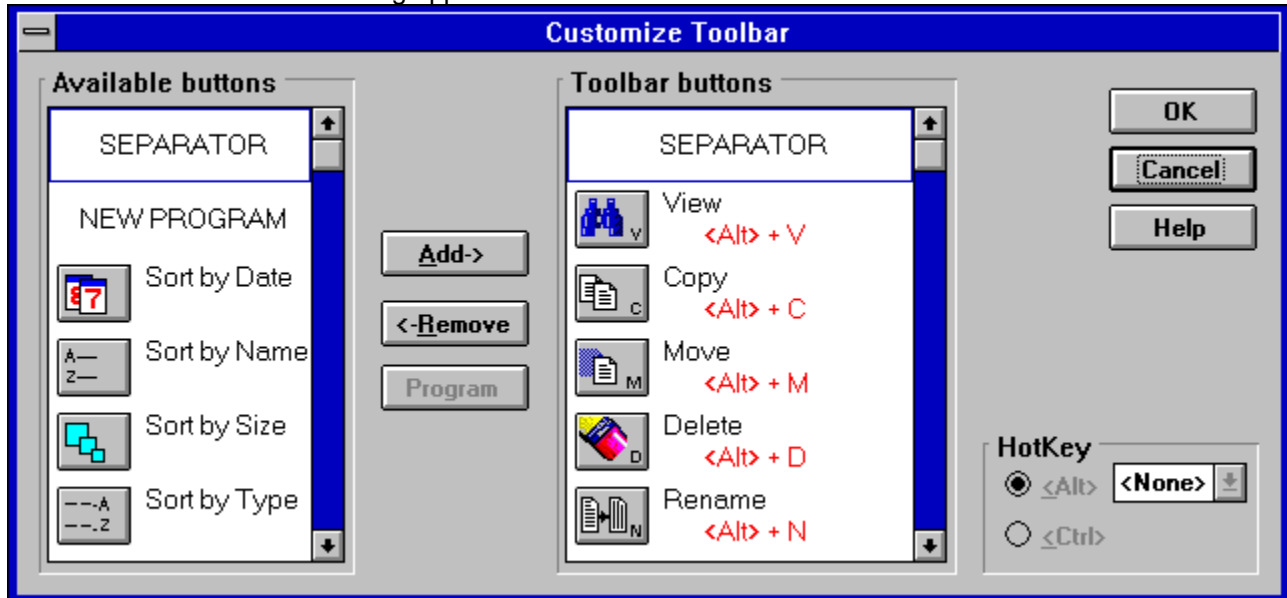 Customize Toolbar
Available buttons
SEPARATOR
NEW PROGRAM
87
Sort by Date
A—
Z—
Sort by Name
Sort by Size
--.A
--.Z
Sort by Type
Add->
<-Remove
Program
Toolbar buttons
SEPARATOR
V
View
<Alt> + V
C
Copy
<Alt> + C
M
Move
<Alt> + M
D
Delete
<Alt> + D
N
Rename
<Alt> + N
OK
Cancel
Help
HotKey
<Alt>
<None>
<Ctrl>